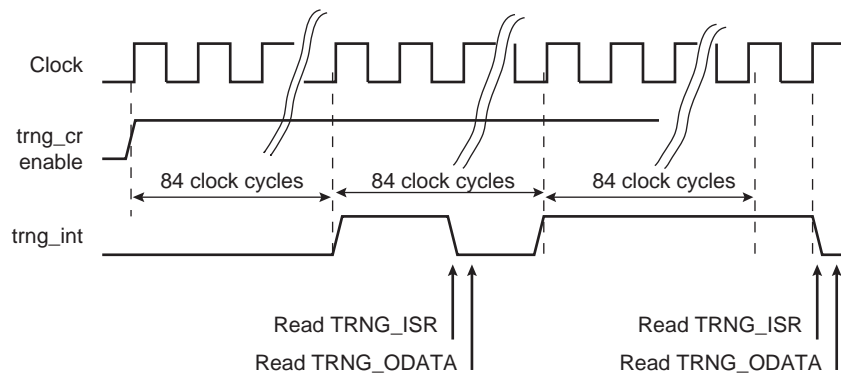 Clock
trng_cr
enable
84 clock cycles
84 clock cycles
84 clock cycles
trng_int
Read TRNG_ISR
Read TRNG_ISR
Read TRNG_ODATA
Read TRNG_ODATA